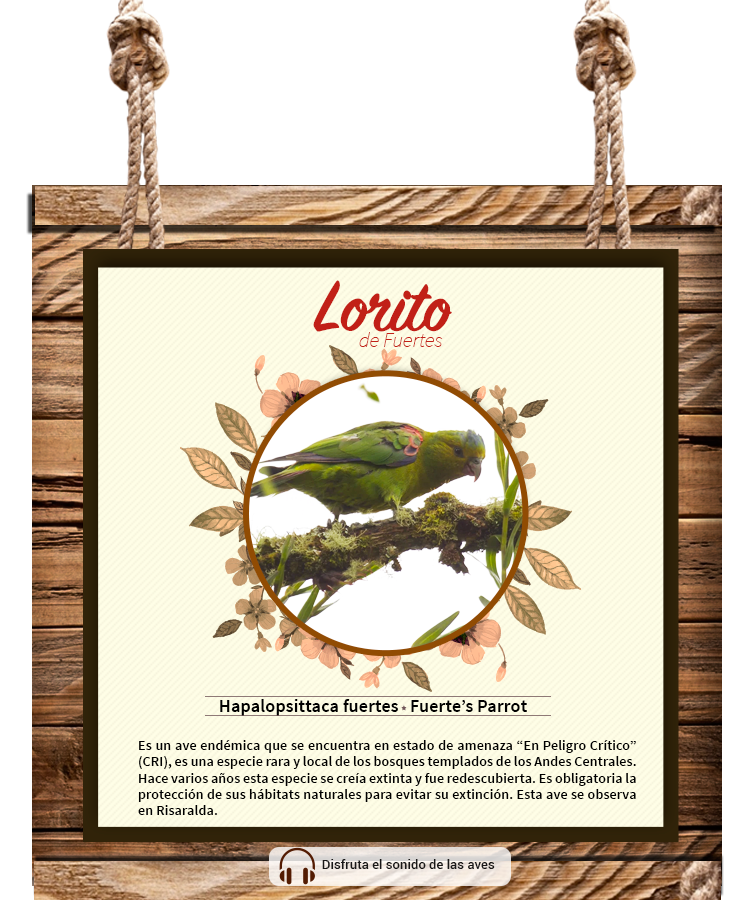 Lorito
de Fuertes
Hapalopsittaca fuertes * Fuerte’s Parrot
Es un ave endémica que se encuentra en estado de amenaza “En Peligro Crítico”
(CRI), es una especie rara y local de los bosques templados de los Andes Centrales.
Hace varios años esta especie se creía extinta y fue redescubierta. Es obligatoria la
protección de sus hábitats naturales para evitar su extinción. Esta ave se observa
en Risaralda.
Disfruta el sonido de las aves